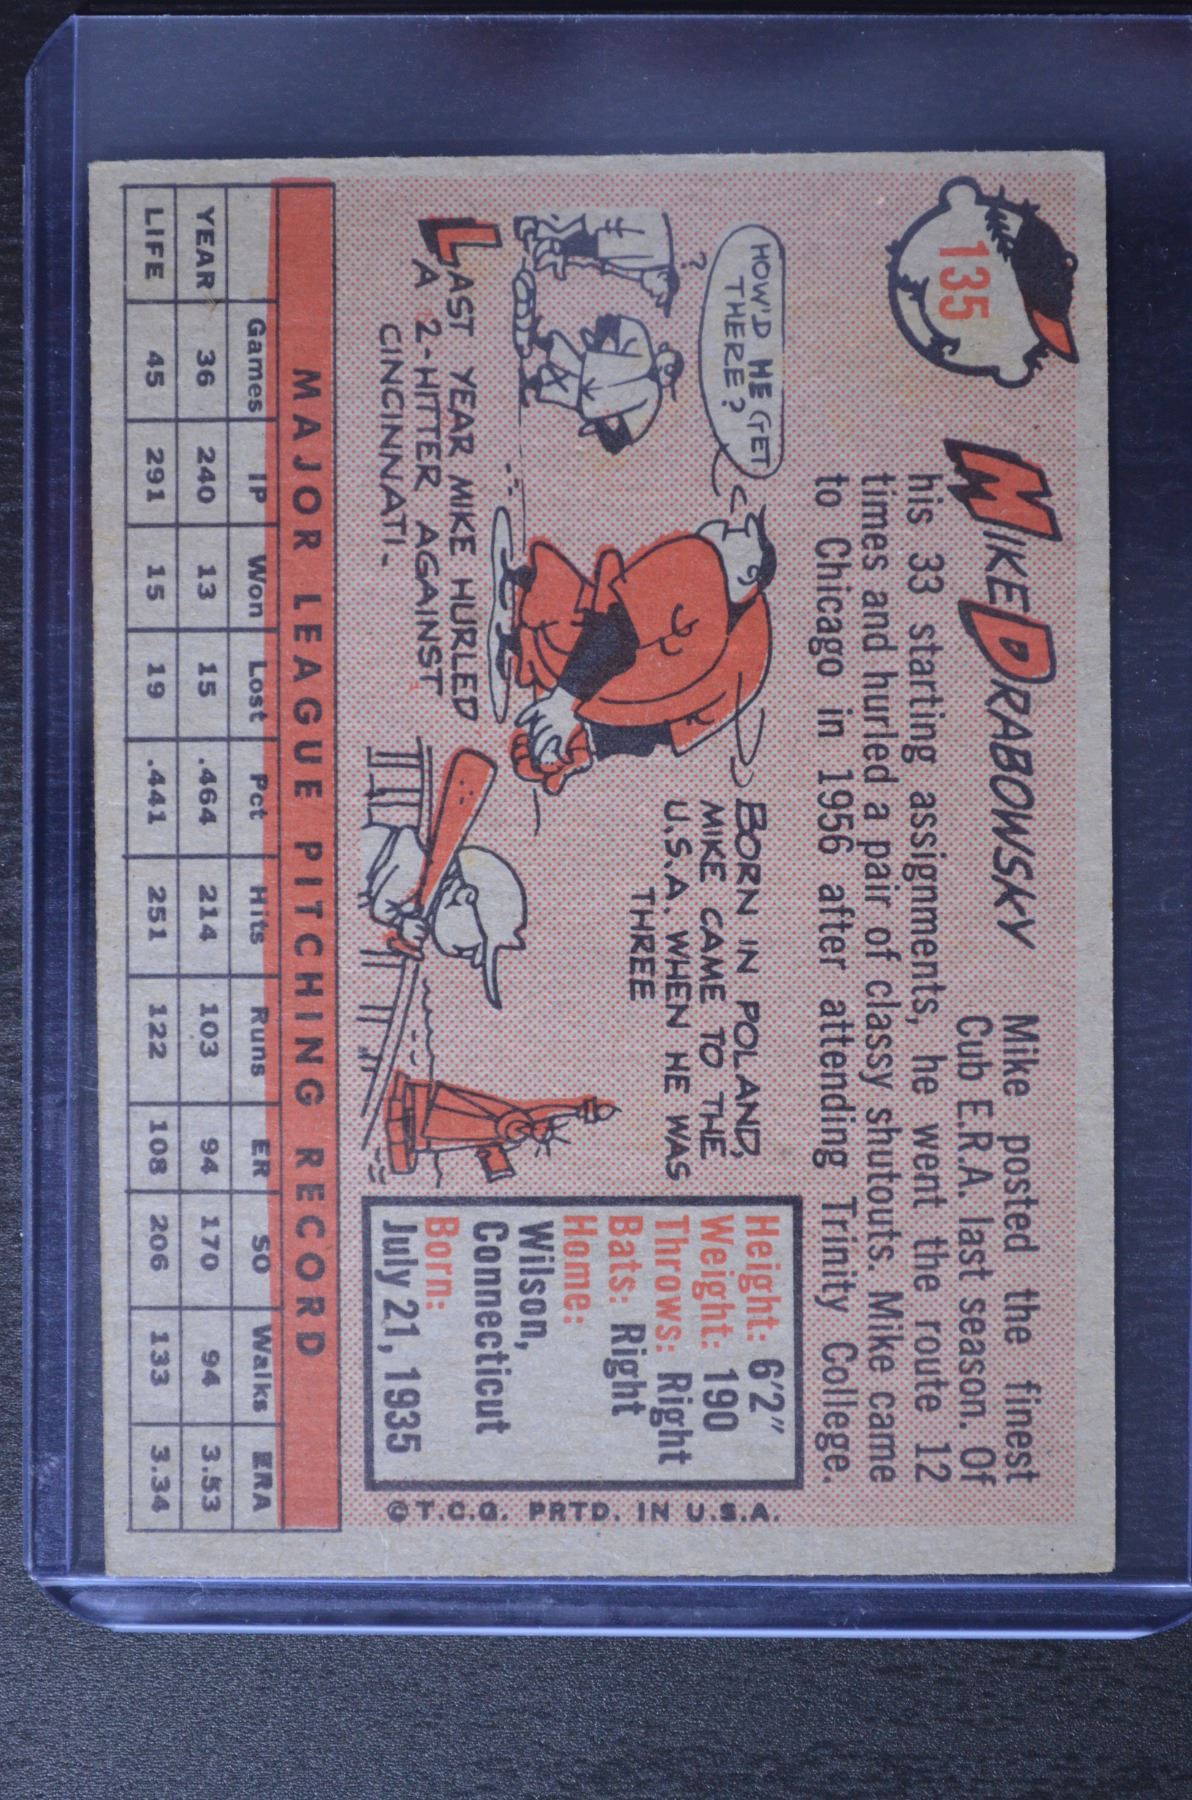 135
MIKE DRABOWSKY
Mike posted the finest
Cub E.R.A. last season. Of
his 33 starting assignments, he went the route 12
times and hurled a pair of classy shutouts. Mike came
to Chicago in 1956 after attending Trinity College.
HOW'D HE GET
THERE?
?
LAST YEAR MIKE HURLED
A 2-HITTER AGAINST
CINCINNATI.
BORN IN POLAND,
MIKE CAME TO THE
U.S.A. WHEN HE WAS
THREE
Height: 6'2"
Weight: 190
Throws: Right
Bats: Right
Home:
Wilson,
Connecticut
Born:
July 21, 1935
©T.C.G. PRTD. IN U.S.A.
MAJOR LEAGUE PITCHING RECORD
Games IP Won Lost Pct Hits Runs ER SO Walks ERA
YEAR 36 240 13 15 .464 214 103 94 170 94 3.53
LIFE 45 291 15 19 .441 251 122 108 206 133 3.34